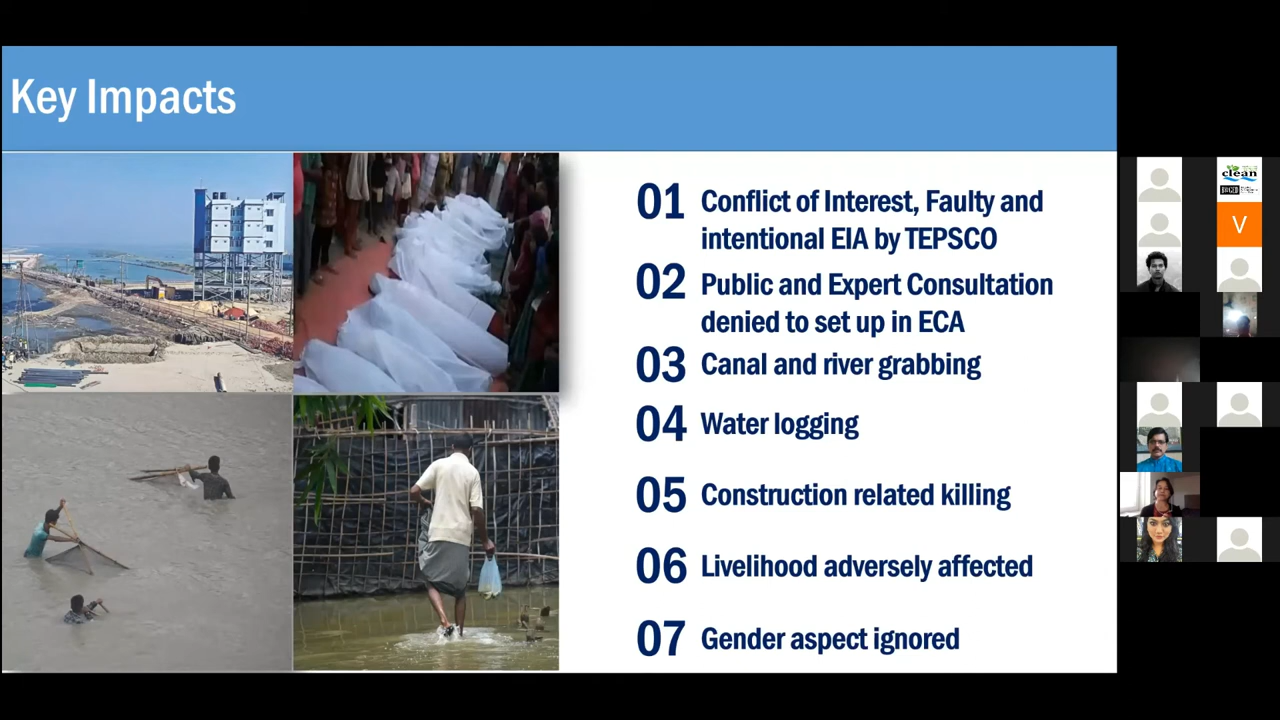 Key Impacts
01 Conflict of Interest, Faulty and
intentional EIA by TEPSCO
02 Public and Expert Consultation
denied to set up in ECA
03 Canal and river grabbing
04 Water logging
05 Construction related killing
06 Livelihood adversely affected
07 Gender aspect ignored
clean
V